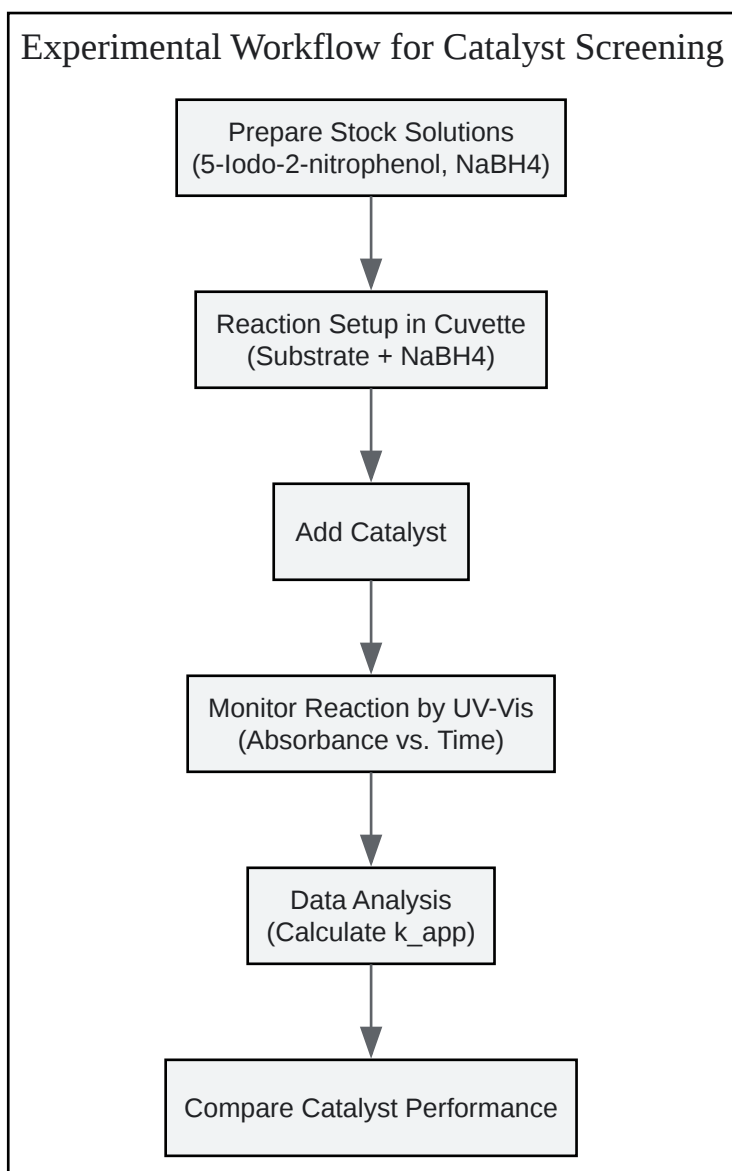 Experimental Workflow for Catalyst Screening
Prepare Stock Solutions
(5-Iodo-2-nitrophenol, NaBH4)
Reaction Setup in Cuvette
(Substrate + NaBH4)
Add Catalyst
Monitor Reaction by UV-Vis
(Absorbance vs. Time)
Data Analysis
(Calculate k_app)
Compare Catalyst Performance